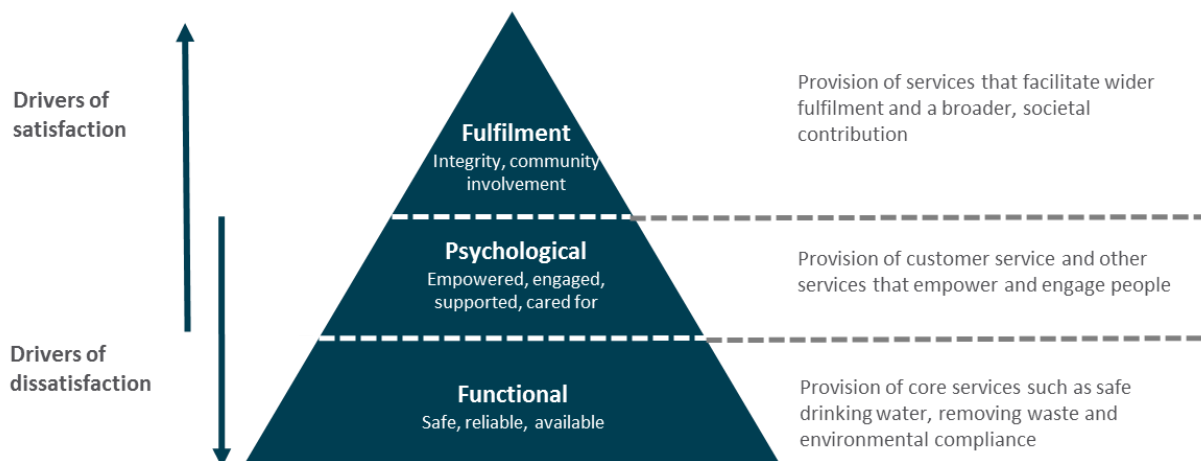 Drivers of
satisfaction
Fulfilment
Integrity, community
involvement
Provision of services that facilitate wider
fulfilment and a broader, societal
contribution
Psychological
Empowered, engaged,
supported, cared for
Provision of customer service and other
services that empower and engage people
Drivers of
dissatisfaction
Functional
Safe, reliable, available
Provision of core services such as safe
drinking water, removing waste and
environmental compliance